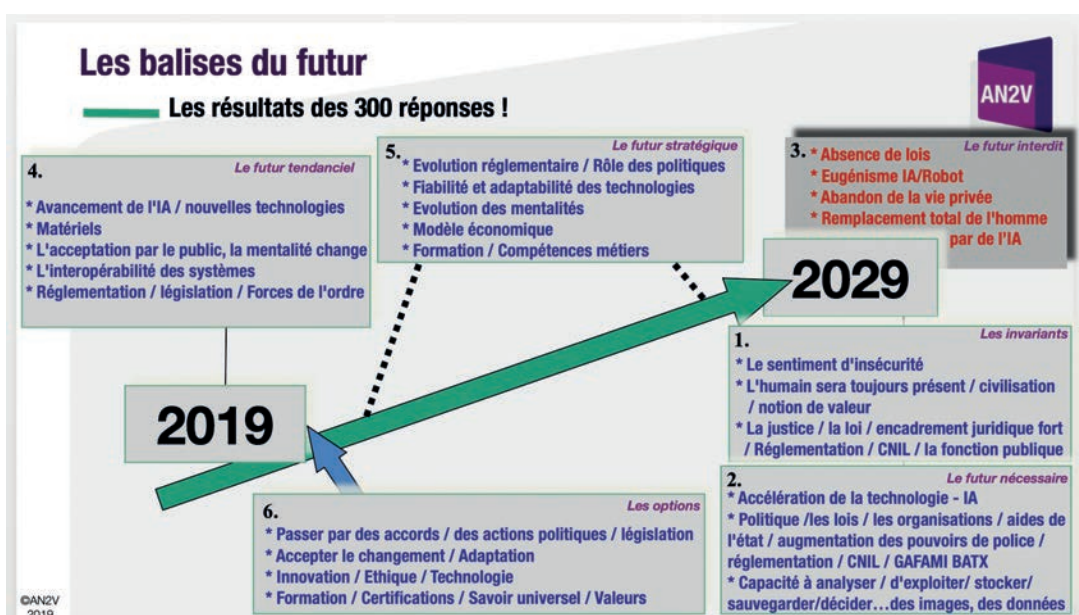 Les balises du futur
Les résultats des 300 réponses !
AN2V
4.
Le futur tendanciel
* Avancement de l'IA / nouvelles technologies
* Matériels
* L'acceptation par le public, la mentalité change
* L'interopérabilité des systèmes
* Réglementation / législation / Forces de l'ordre
5.
Le futur stratégique
* Evolution réglementaire / Rôle des politiques
* Fiabilité et adaptabilité des technologies
* Evolution des mentalités
* Modèle économique
* Formation / Compétences métiers
3.
Le futur interdit
* Absence de lois
* Eugénisme IA/Robot
* Abandon de la vie privée
* Remplacement total de l'homme
par de l'IA
2029
2019
1.
Les invariants
* Le sentiment d'insécurité
* L'humain sera toujours présent / civilisation
/ notion de valeur
* La justice / la loi / encadrement juridique fort
/ Réglementation / CNIL / la fonction publique
2.
Le futur nécessaire
* Accélération de la technologie - IA
* Politique /les lois / les organisations / aides de
l'état / augmentation des pouvoirs de police /
réglementation / CNIL / GAFAMI BATX
* Capacité à analyser / d'exploiter/ stocker/
sauvegarder/décider…des images, des données
6.
Les options
* Passer par des accords / des actions politiques / législation
* Accepter le changement / Adaptation
* Innovation / Ethique / Technologie
* Formation / Certifications / Savoir universel / Valeurs
©AN2V
2019